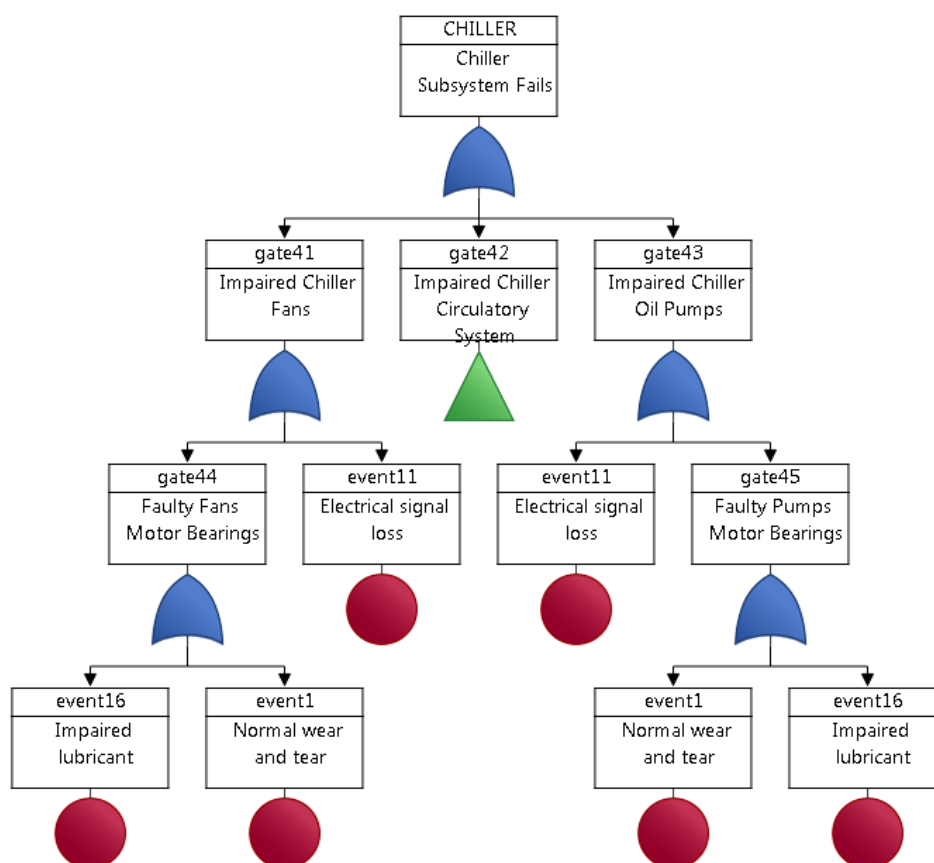 CHILLER
Chiller
Subsystem Fails
gate41
Impaired Chiller
Fans
gate42
Impaired Chiller
Circulatory
System
gate43
Impaired Chiller
Oil Pumps
gate44
Faulty Fans
Motor Bearings
event11
Electrical signal
loss
event11
Electrical signal
loss
gate45
Faulty Pumps
Motor Bearings
event16
Impaired
lubricant
event1
Normal wear
and tear
event1
Normal wear
and tear
event16
Impaired
lubricant